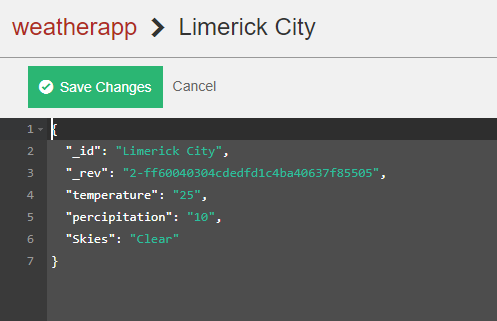 weatherapp > Limerick City
Save Changes Cancel
1 {
2 "_id": "Limerick City",
3 "_rev": "2-ff60040304cdedfd1c4ba40637f85505",
4 "temperature": "25",
5 "percipitation": "10",
6 "Skies": "Clear"
7 }